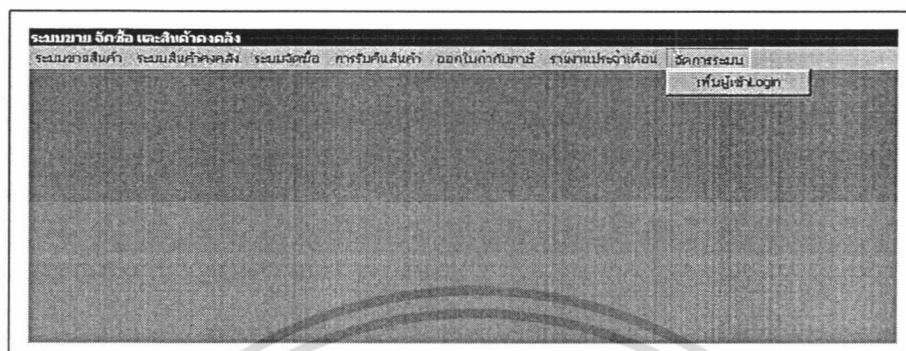 ระบบขาย จัดซื้อ และสินค้าคงคลัง
ระบบขายสินค้า ระบบสินค้าคงคลัง ระบบจัดซื้อ การรับคืนสินค้า ออกใบกำกับภาษี รายงานประจำเดือน จัดการระบบ
เพิ่มผู้เข้าLogin